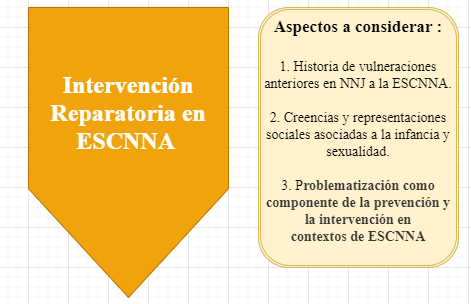 Intervención
Reparatoria en
ESCNNA
Aspectos a considerar :
1. Historia de vulneraciones
anteriores en NNJ a la ESCNNA.
2. Creencias y representaciones
sociales asociadas a la infancia y
sexualidad.
3. Problematización como
componente de la prevención y
la intervención en
contextos de ESCNNA